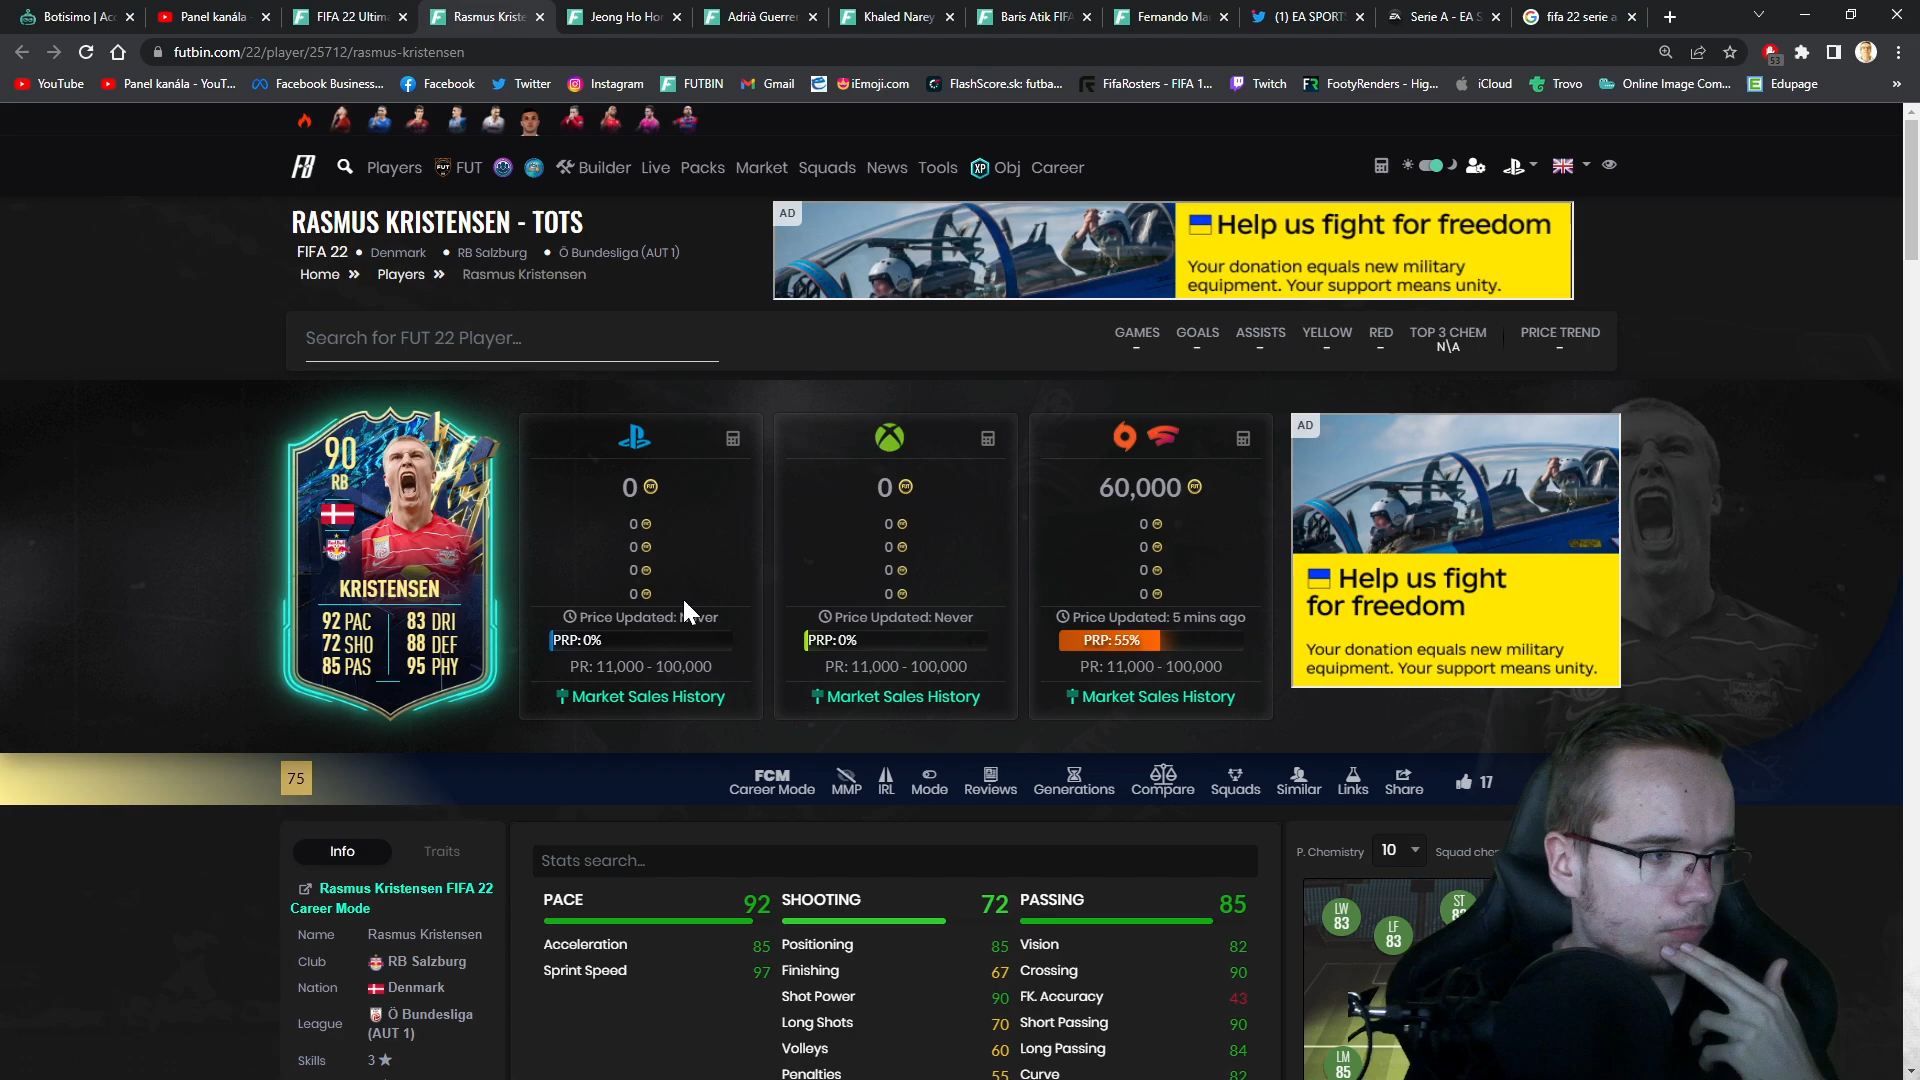 Botisimo | Acc
Panel kanála
FIFA 22 Ultim
Rasmus Kriste
Jeong Ho Hon
Adrià Guerrer
Khaled Narey
Baris Atik FIFA
Fernando Ma
(1) EA SPORT
Serie A - EA S
fifa 22 serie a
futbin.com/22/player/25712/rasmus-kristensen
53
YouTube
Panel kanála - YouT...
Facebook Business...
Facebook
Twitter
Instagram
FUTBIN
Gmail
iEmoji.com
FlashScore.sk: futba...
FifaRosters - FIFA 1...
Twitch
FootyRenders - Hig...
iCloud
Trovo
Online Image Com...
Edupage
Players
FUT
Builder
Live
Packs
Market
Squads
News
Tools
XP
Obj
Career
RASMUS KRISTENSEN - TOTS
FIFA 22 • Denmark • RB Salzburg • Ö Bundesliga (AUT 1)
Home » Players » Rasmus Kristensen
AD
Help us fight for freedom
Your donation equals new military
equipment. Your support means unity.
Search for FUT 22 Player...
GAMES
-
GOALS
-
ASSISTS
-
YELLOW
-
RED
-
TOP 3 CHEM
N\A
PRICE TREND
-
90
RB
KRISTENSEN
92 PAC 83 DRI
72 SHO 88 DEF
85 PAS 95 PHY
0
0
0
0
0
Price Updated: Never
PRP: 0%
PR: 11,000 - 100,000
Market Sales History
0
0
0
0
0
Price Updated: Never
PRP: 0%
PR: 11,000 - 100,000
Market Sales History
60,000
0
0
0
0
Price Updated: 5 mins ago
PRP: 55%
PR: 11,000 - 100,000
Market Sales History
AD
Help us fight
for freedom
Your donation equals new military
equipment. Your support means unity.
75
FCM
Career Mode
MMP
IRL
Mode
Reviews
Generations
Compare
Squads
Similar
Links
Share
17
Info
Traits
Rasmus Kristensen FIFA 22
Career Mode
Name Rasmus Kristensen
Club RB Salzburg
Nation Denmark
League Ö Bundesliga
(AUT 1)
Skills 3
Stats search...
PACE 92
Acceleration 85
Sprint Speed 97
SHOOTING 72
Positioning 85
Finishing 67
Shot Power 90
Long Shots 70
Volleys 60
Penalties 55
PASSING 85
Vision 82
Crossing 90
FK. Accuracy 43
Short Passing 90
Long Passing 84
Curve 82
P. Chemistry 10
Squad chem
LW
83
LF
83
ST
LM
85